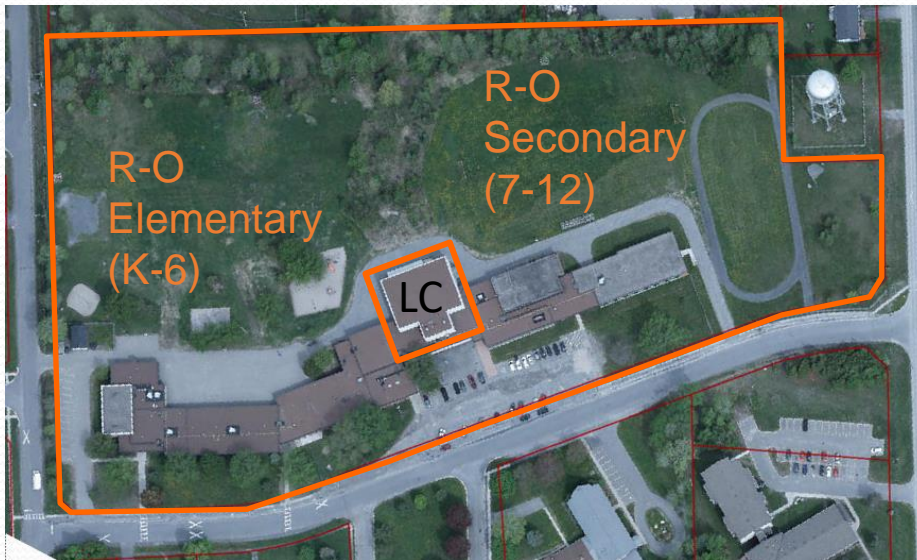 R-O
Elementary
(K-6)
R-O
Secondary
(7-12)
LC